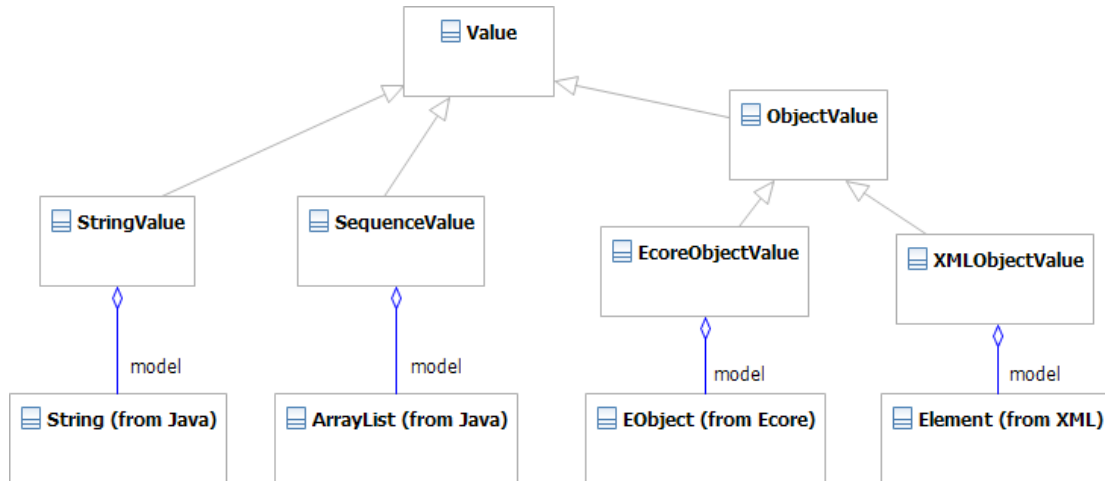 Value
ObjectValue
StringValue
SequenceValue
EcoreObjectValue
XMLObjectValue
model
model
model
model
String (from Java)
ArrayList (from Java)
EObject (from Ecore)
Element (from XML)